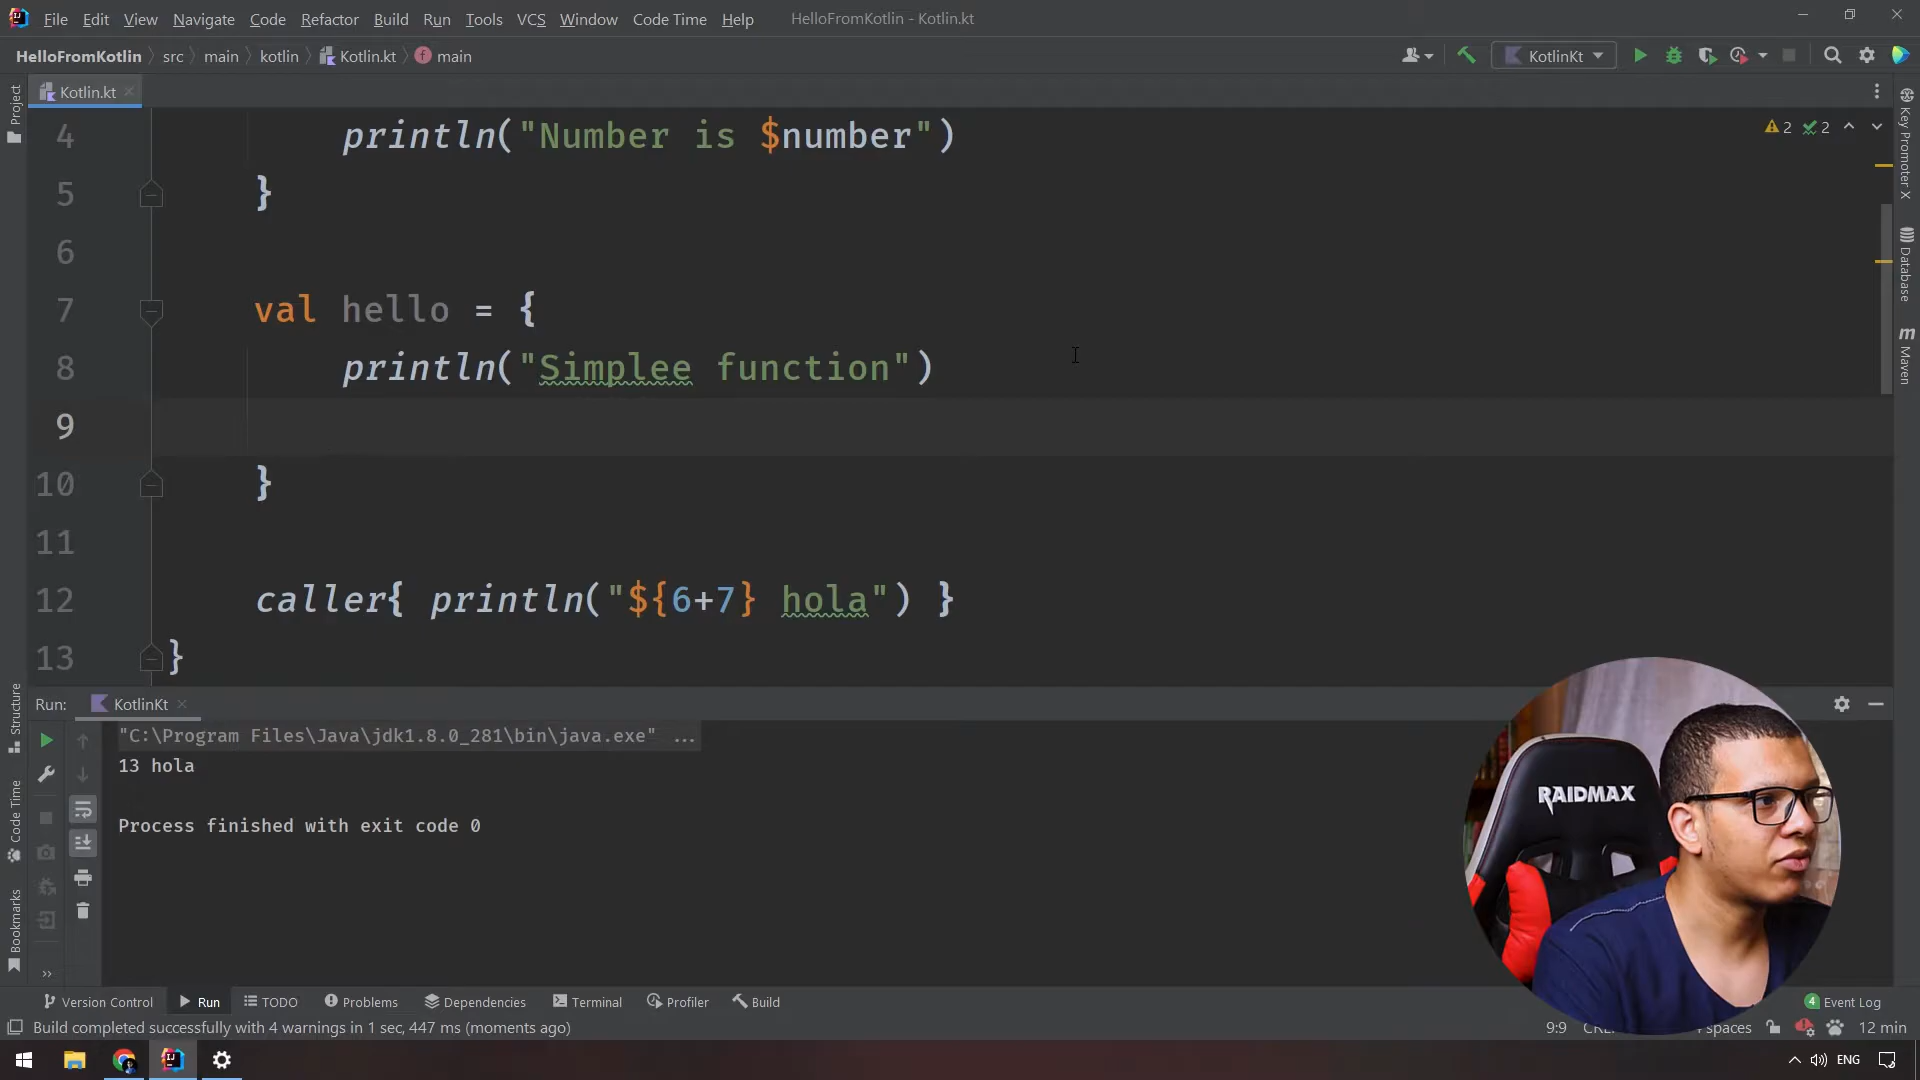 File Edit View Navigate Code Refactor Build Run Tools VCS Window Code Time Help HelloFromKotlin - Kotlin.kt
HelloFromKotlin src main kotlin Kotlin.kt main KotlinKt
Kotlin.kt
Project
Structure
Code Time
Bookmarks
4 println("Number is $number")
5 }
6
7 val hello = {
8 println("Simplee function")
9
10 }
11
12 caller{ println("${6+7} hola") }
13 }
2 2
Key Promoter X
Database
Maven
Run: KotlinKt
"C:\Program Files\Java\jdk1.8.0_281\bin\java.exe" ...
13 hola
Process finished with exit code 0
RAIDMAX
Version Control Run TODO Problems Dependencies Terminal Profiler Build 4 Event Log
Build completed successfully with 4 warnings in 1 sec, 447 ms (moments ago) 9:9 spaces 12 min
ENG